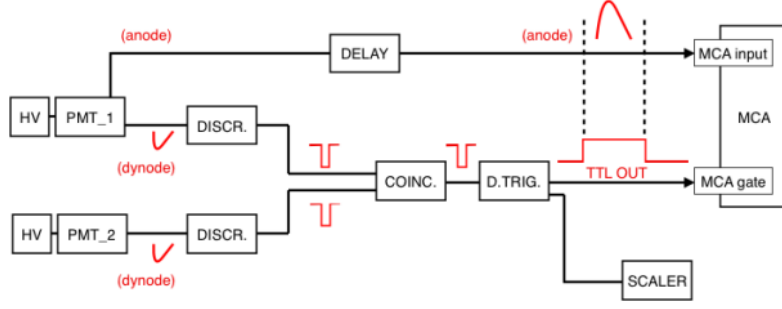 (anode)
DELAY
(anode)
MCA input
HV
PMT_1
DISCR.
MCA
(dynode)
COINC.
D.TRIG.
TTL OUT
MCA gate
HV
PMT_2
DISCR.
(dynode)
SCALER